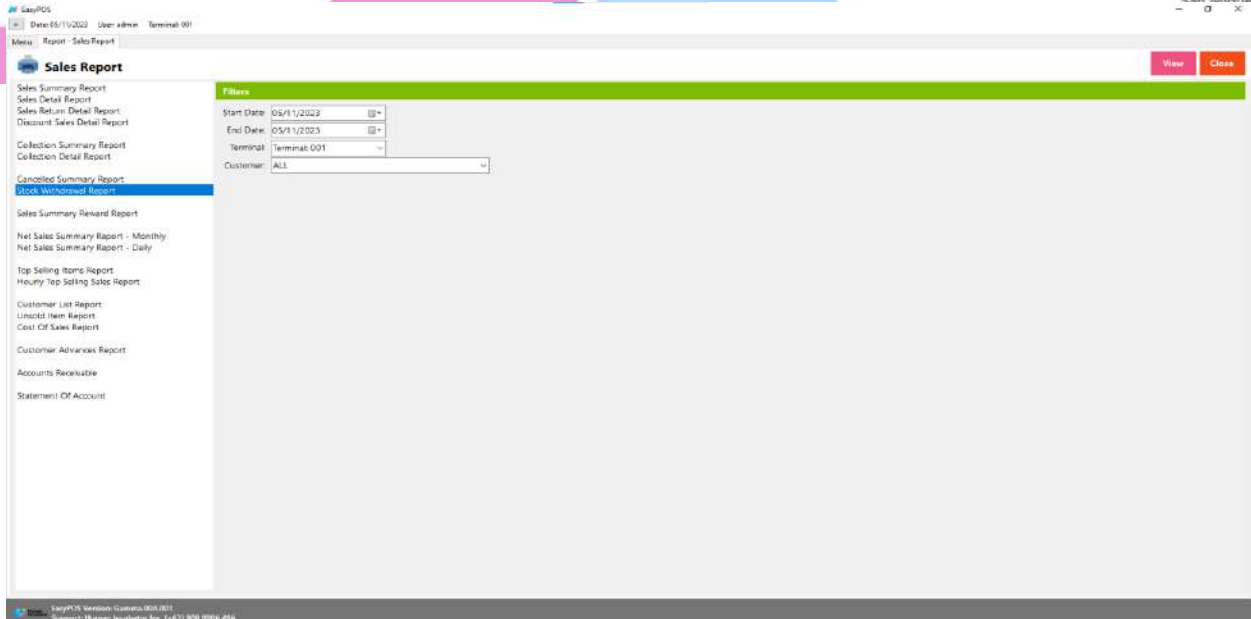 EasyPOS
Date: 05/11/2023 User: admin Terminal: 001
Menu Report - Sales Report
Sales Report
View Close
Sales Summary Report
Sales Detail Report
Sales Return Detail Report
Discount Sales Detail Report
Collection Summary Report
Collection Detail Report
Cancelled Summary Report
Stock Withdrawal Report
Sales Summary Reward Report
Net Sales Summary Report - Monthly
Net Sales Summary Report - Daily
Top Selling Items Report
Hourly Top Selling Sales Report
Customer List Report
Unsold Item Report
Cost Of Sales Report
Customer Advances Report
Accounts Receivable
Statement Of Account
Filters
Start Date: 05/11/2023
End Date: 05/11/2023
Terminal: Terminal: 001
Customer: ALL
EasyPOS Version: Gamma.004.001
Support: Human Incubator Inc. (+63)